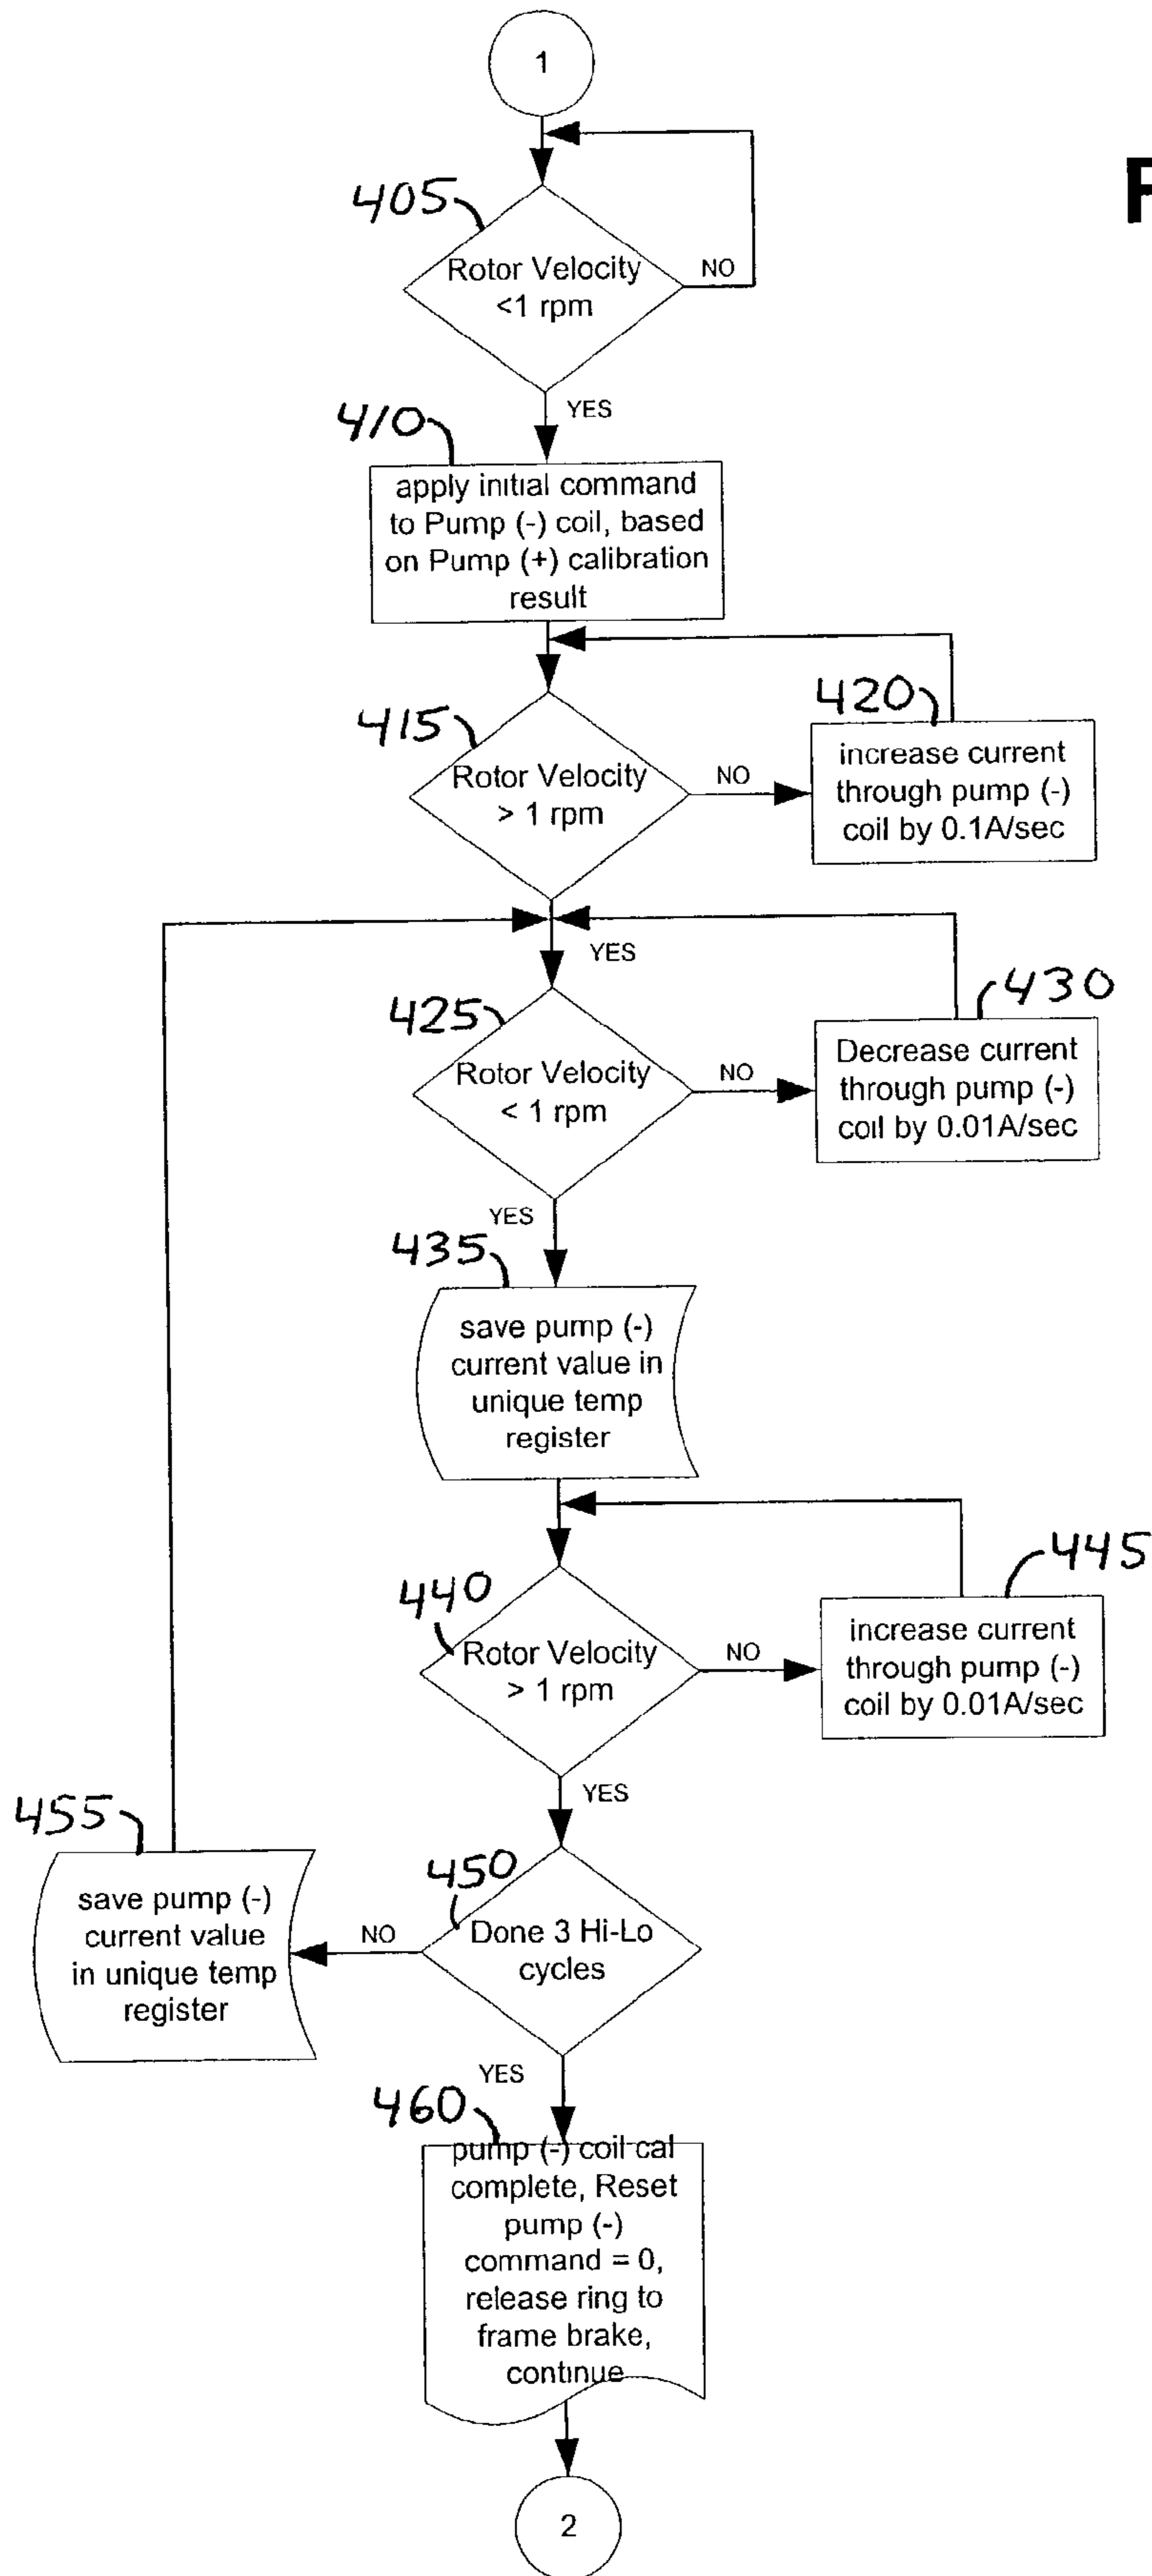 1
F
405
Rotor Velocity
<1 rpm
NO
YES
410
apply initial command
to Pump (-) coil, based
on Pump (+) calibration
result
415
Rotor Velocity
> 1 rpm
NO
420
increase current
through pump (-)
coil by 0.1A/sec
YES
425
Rotor Velocity
< 1 rpm
NO
430
Decrease current
through pump (-)
coil by 0.01A/sec
YES
435
save pump (-)
current value in
unique temp
register
440
Rotor Velocity
> 1 rpm
NO
445
increase current
through pump (-)
coil by 0.01A/sec
YES
450
Done 3 Hi-Lo
cycles
NO
455
save pump (-)
current value
in unique temp
register
YES
460
pump (-) coil cal
complete, Reset
pump (-)
command = 0,
release ring to
frame brake,
continue
2